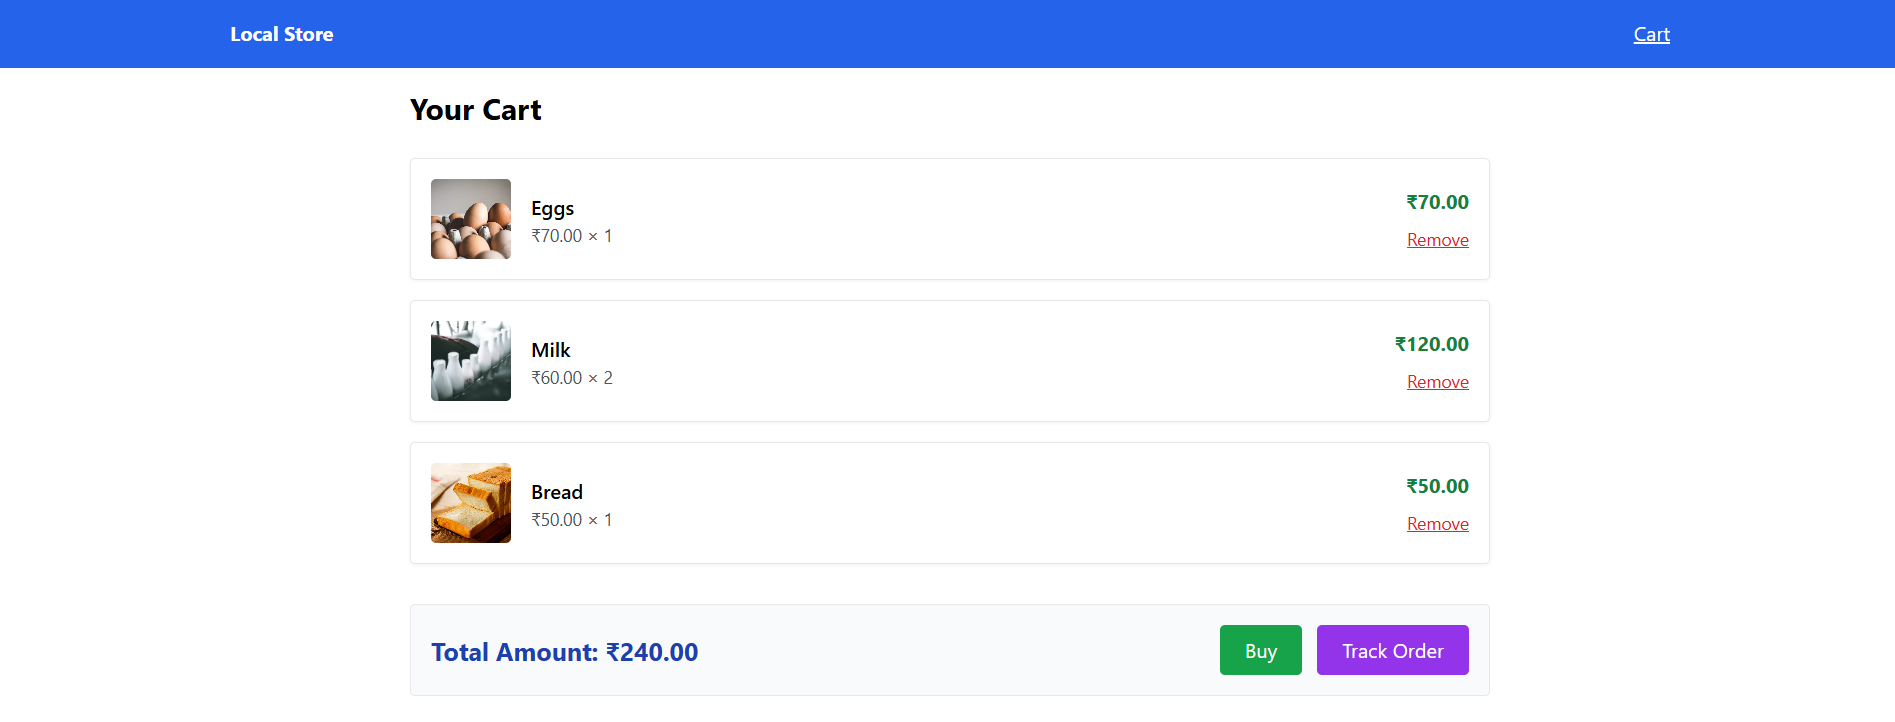 Local Store
Cart
Your Cart
Eggs
₹70.00 × 1
₹70.00
Remove
Milk
₹60.00 × 2
₹120.00
Remove
Bread
₹50.00 × 1
₹50.00
Remove
Total Amount: ₹240.00
Buy
Track Order